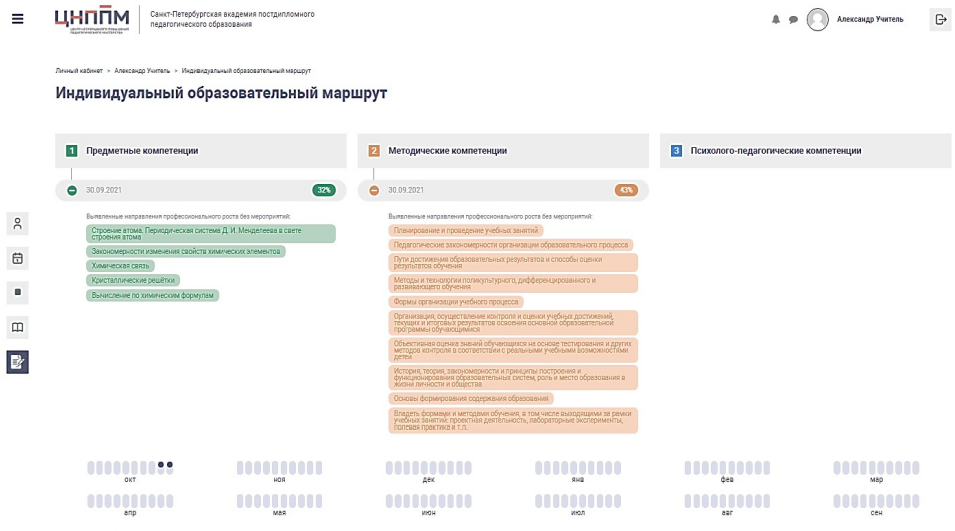 ЦНППМ
ЦЕНТР НЕПРЕРЫВНОГО ПОВЫШЕНИЯ
ПЕДАГОГИЧЕСКОГО МАСТЕРСТВА
Санкт-Петербургская академия постдипломного
педагогического образования
Александр Учитель
Личный кабинет > Александр Учитель > Индивидуальный образовательный маршрут
Индивидуальный образовательный маршрут
1 Предметные компетенции
30.09.2021 32%
Выявленные направления профессионального роста без мероприятий:
Строение атома. Периодическая система Д. И. Менделеева в свете
строения атома
Закономерности изменения свойств химических элементов
Химическая связь
Кристаллические решётки
Вычисление по химическим формулам
2 Методические компетенции
30.09.2021 43%
Выявленные направления профессионального роста без мероприятий:
Планирование и проведение учебных занятий
Педагогические закономерности организации образовательного процесса
Пути достижения образовательных результатов и способы оценки
результатов обучения
Методы и технологии поликультурного, дифференцированного и
развивающего обучения
Формы организации учебного процесса
Организация, осуществление контроля и оценки учебных достижений,
текущих и итоговых результатов освоения основной образовательной
программы обучающимися
Объективная оценка знаний обучающихся на основе тестирования и других
методов контроля в соответствии с реальными учебными возможностями
детей
История, теория, закономерности и принципы построения и
функционирования образовательных систем, роль и место образования в
жизни личности и общества
Основы формирования содержания образования
Владеть формами и методами обучения, в том числе выходящими за рамки
учебных занятий: проектная деятельность, лабораторные эксперименты,
полевая практика и т.п.
3 Психолого-педагогические компетенции
окт ноя дек янв фев мар
апр мая июн июл авг сен